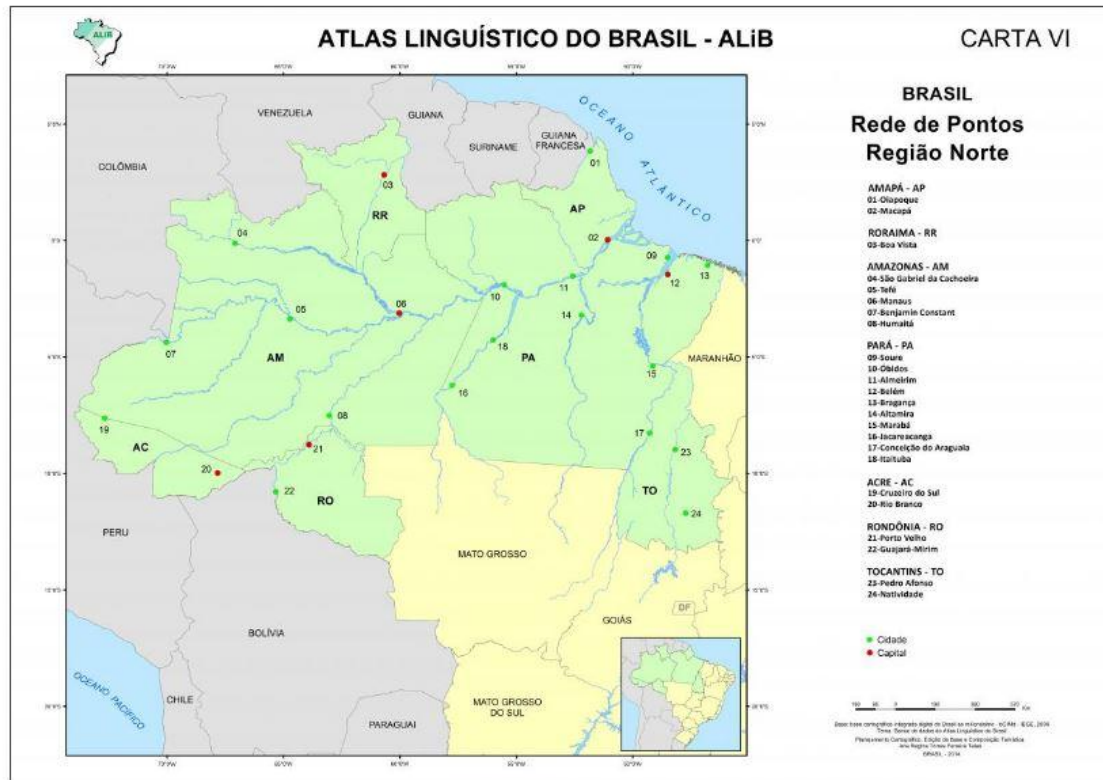 ALiB
ATLAS LINGUÍSTICO DO BRASIL - ALiB
CARTA VI
BRASIL
Rede de Pontos
Região Norte
AMAPÁ - AP
01-Oiapoque
02-Macapá
RORAIMA - RR
03-Boa Vista
AMAZONAS - AM
04-São Gabriel da Cachoeira
05-Tefé
06-Manaus
07-Benjamin Constant
08-Humaitá
PARÁ - PA
09-Soure
10-Óbidos
11-Almeirim
12-Belém
13-Bragança
14-Altamira
15-Marabá
16-Jacareacanga
17-Conceição do Araguaia
18-Itaituba
ACRE - AC
19-Cruzeiro do Sul
20-Rio Branco
RONDÔNIA - RO
21-Porto Velho
22-Guajará-Mirim
TOCANTINS - TO
23-Pedro Afonso
24-Natividade
Cidade
Capital
Km
BRASIL - 2014
VENEZUELA
GUIANA
SURINAME
GUIANA
FRANCESA
OCEANO ATLÂNTICO
COLÔMBIA
01
03
RR
AP
04
02
09
13
12
10
11
06
05
14
07
18
AM
PA
MARANHÃO
15
16
19
08
17
AC
21
23
20
22
RO
TO
24
PERU
MATO GROSSO
DF
GOIÁS
BOLÍVIA
OCEANO PACÍFICO
CHILE
MATO GROSSO
DO SUL
PARAGUAI